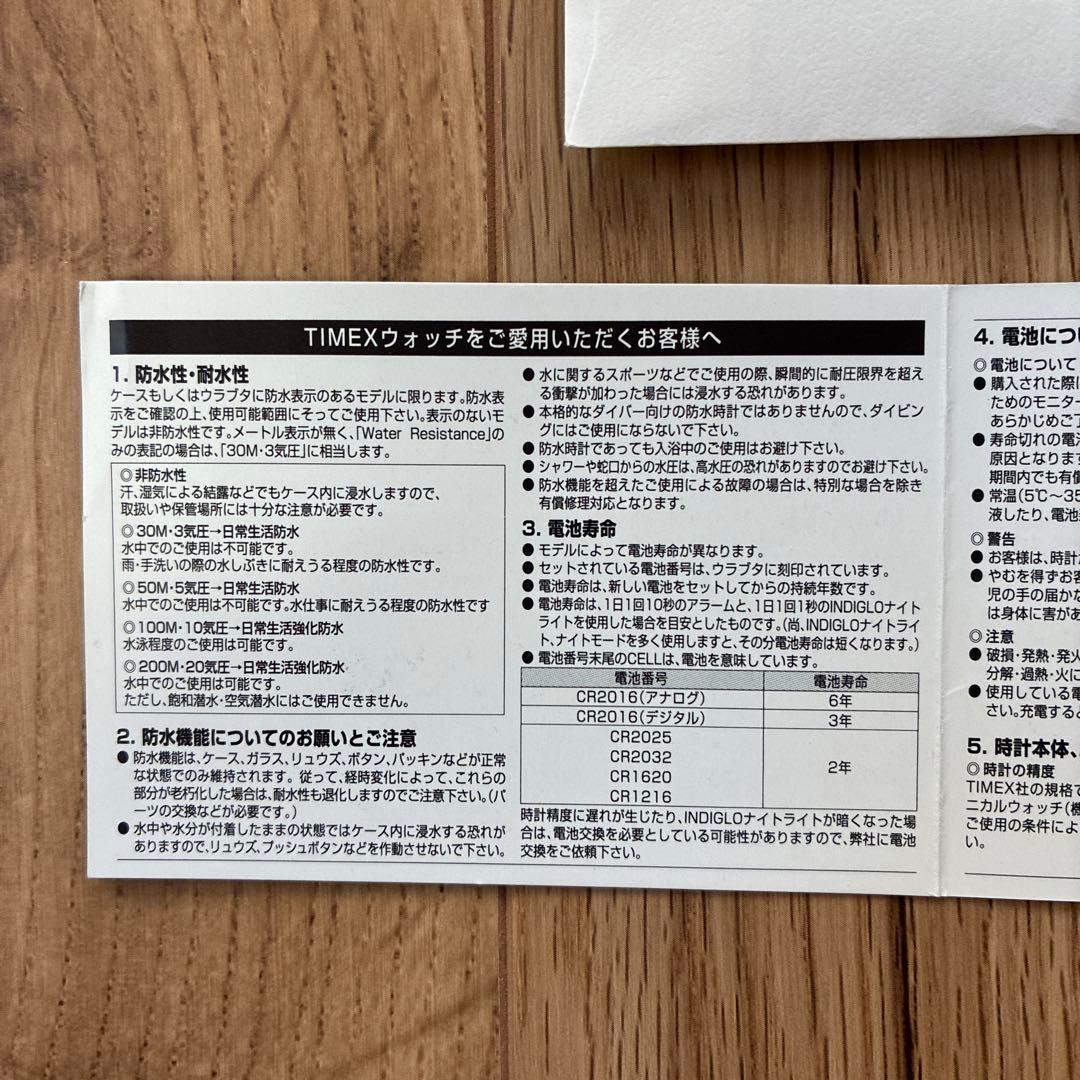 TIMEXウォッチをご愛用いただくお客様へ
1. 防水性・耐水性
ケースもしくはウラブタに防水表示のあるモデルに限ります。防水表
示をご確認の上、使用可能範囲にそってご使用下さい。表示のないモ
デルは非防水性です。メートル表示が無く、「Water Resistance」の
みの表記の場合は、「30M・3気圧」に相当します。
◎非防水性
汗、湿気による結露などでもケース内に浸水しますので、
取扱いや保管場所には十分な注意が必要です。
◎30M・3気圧→日常生活防水
水中でのご使用は不可能です。
雨・手洗いの際の水しぶきに耐えうる程度の防水性です。
◎50M・5気圧→日常生活防水
水中でのご使用は不可能です。水仕事に耐えうる程度の防水性です
◎100M・10気圧→日常生活強化防水
水泳程度のご使用は可能です。
◎200M・20気圧→日常生活強化防水
水中でのご使用は可能です。
ただし、飽和潜水・空気潜水にはご使用できません。
2. 防水機能についてのお願いとご注意
●防水機能は、ケース、ガラス、リュウズ、ボタン、パッキンなどが正常
な状態でのみ維持されます。従って、経時変化によって、これらの
部分が老朽化した場合は、耐水性も退化しますのでご注意下さい。(パ
ーツの交換などが必要です。)
●水中や水分が付着したままの状態ではケース内に浸水する恐れが
ありますので、リュウズ、プッシュボタンなどを作動させないで下さい。
●水に関するスポーツなどでご使用の際、瞬間的に耐圧限界を超え
る衝撃が加わった場合には浸水する恐れがあります。
●本格的なダイバー向けの防水時計ではありませんので、ダイビン
グにはご使用にならないで下さい。
●防水時計であっても入浴中のご使用はお避け下さい。
●シャワーや蛇口からの水圧は、高水圧の恐れがありますのでお避け下さい。
●防水機能を超えたご使用による故障の場合は、特別な場合を除き
有償修理対応となります。
3. 電池寿命
●モデルによって電池寿命が異なります。
●セットされている電池番号は、ウラブタに刻印されています。
●電池寿命は、新しい電池をセットしてからの持続年数です。
●電池寿命は、1日1回10秒のアラームと、1日1回1秒のINDIGLOナイト
ライトを使用した場合を目安としたものです。(尚、INDIGLOナイトライ
ト、ナイトモードを多く使用しますと、その分電池寿命は短くなります。)
●電池番号末尾のCELLは、電池を意味しています。
電池番号 電池寿命
CR2016(アナログ) 6年
CR2016(デジタル) 3年
CR2025
CR2032
CR1620
CR1216
2年
時計精度に遅れが生じたり、INDIGLOナイトライトが暗くなった場
合は、電池交換を必要としている可能性がありますので、弊社に電池
交換をご依頼下さい。
4. 電池につ
◎電池について
●購入された際に
ためのモニター
あらかじめご了
●寿命切れの電池
原因となります
期間内でも有償
●常温(5℃〜35
液したり、電池
◎警告
●お客様は、時計
●やむを得ずお客
児の手の届かな
は身体に害があ
◎注意
●破損・発熱・発火
分解・過熱・火に
●使用している電
さい。充電すると
5. 時計本体、
◎時計の精度
TIMEX社の規格で
ニカルウォッチ(機
ご使用の条件によ
い。